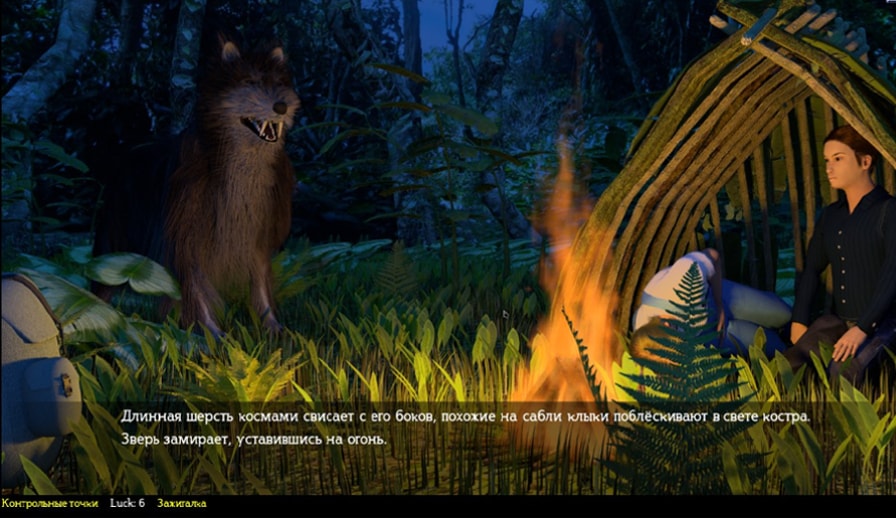 Длинная шерсть космами свисает с его боков, похожие на сабли клыки поблёскивают в свете костра.
Зверь замирает, уставившись на огонь.
Контрольные точки Luck: 6 Зажигалка